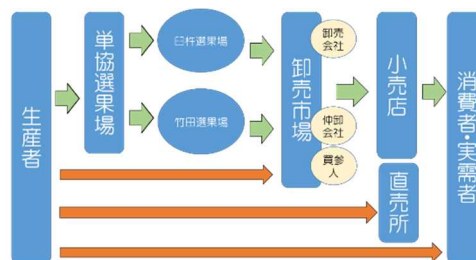 生産者
単協選果場
臼杵選果場
竹田選果場
卸売市場
卸売
会社
仲卸
会社
買参
人
小売店
直売所
消費者・実需者